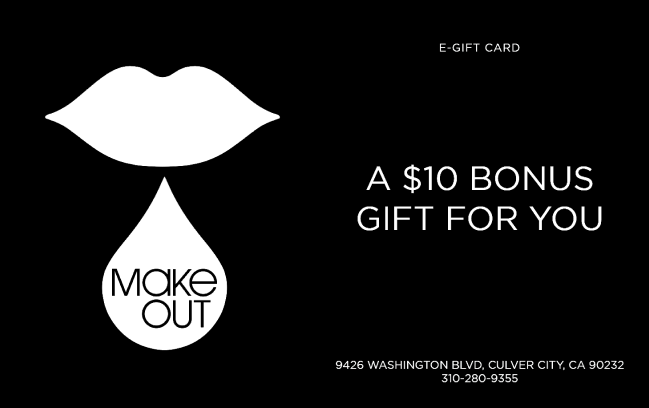 E-GIFT CARD
A $10 BONUS
GIFT FOR YOU
Make
OUT
9426 WASHINGTON BLVD, CULVER CITY, CA 90232
310-280-9355